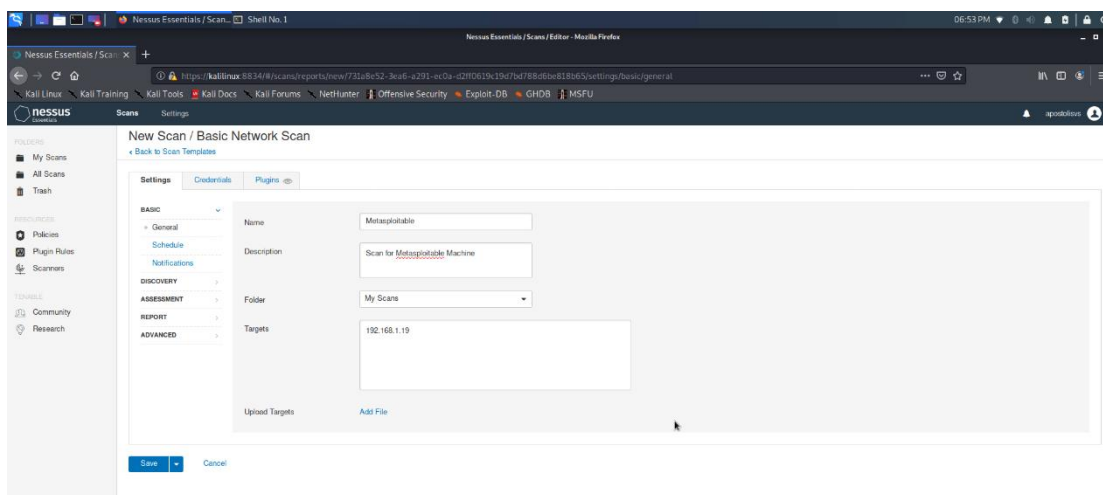 Nessus Essentials / Scan... Shell No. 1 06:53 PM
Nessus Essentials / Scans / Editor - Mozilla Firefox
Nessus Essentials / Scan × +
https://kalilinux:8834/#/scans/reports/new/731a8e52-3ea6-a291-ec0a-d2ff0619c19d7bd788d6be818b65/settings/basic/general
Kali Linux Kali Training Kali Tools Kali Docs Kali Forums NetHunter Offensive Security Exploit-DB GHDB MSFU
nessus Scans Settings apostolisvs
Essentials
FOLDERS
My Scans
All Scans
Trash
RESOURCES
Policies
Plugin Rules
Scanners
TENABLE
Community
Research
New Scan / Basic Network Scan
‹ Back to Scan Templates
Settings Credentials Plugins
BASIC
General
Schedule
Notifications
DISCOVERY
ASSESSMENT
REPORT
ADVANCED
Name Metasploitable
Description Scan for Metasploitable Machine
Folder My Scans
Targets 192.168.1.19
Upload Targets Add File
Save Cancel